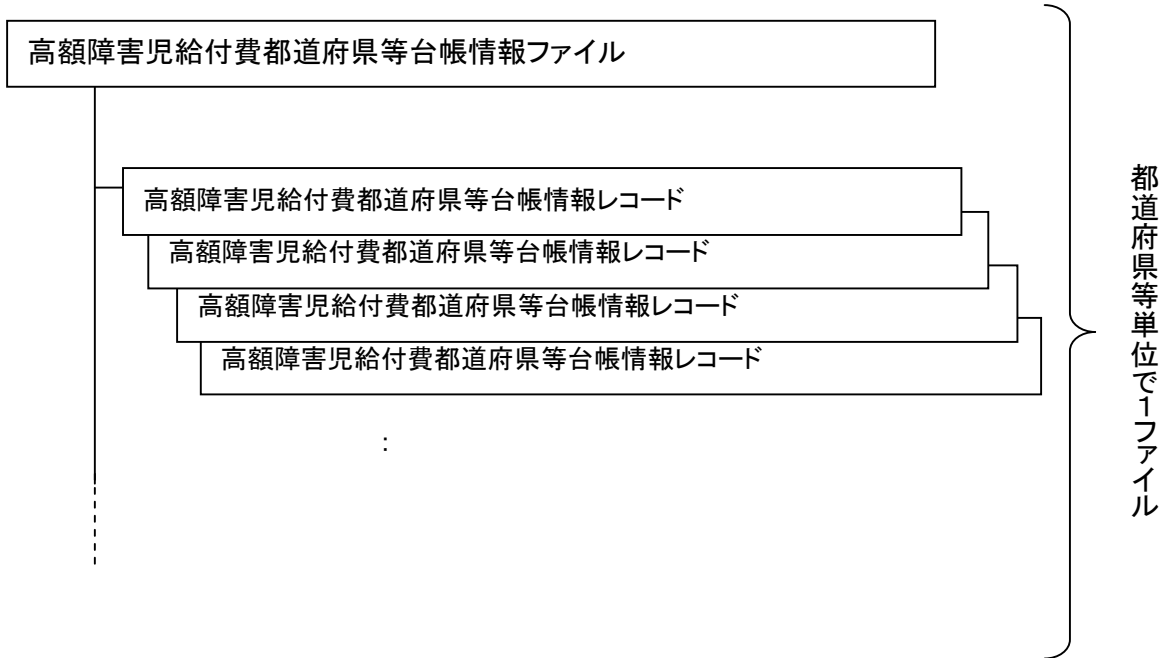 高額障害児給付費都道府県等台帳情報ファイル
高額障害児給付費都道府県等台帳情報レコード
高額障害児給付費都道府県等台帳情報レコード
高額障害児給付費都道府県等台帳情報レコード
高額障害児給付費都道府県等台帳情報レコード
:
都道府県等単位で1ファイル